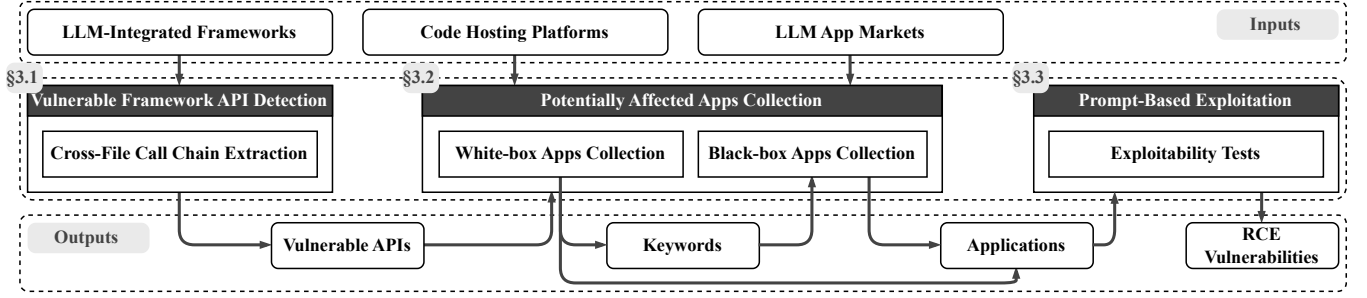 LLM-Integrated Frameworks
Code Hosting Platforms
LLM App Markets
Inputs
§3.1
§3.2
§3.3
Vulnerable Framework API Detection
Potentially Affected Apps Collection
Prompt-Based Exploitation
Cross-File Call Chain Extraction
White-box Apps Collection
Black-box Apps Collection
Exploitability Tests
Outputs
Vulnerable APIs
Keywords
Applications
RCE
Vulnerabilities